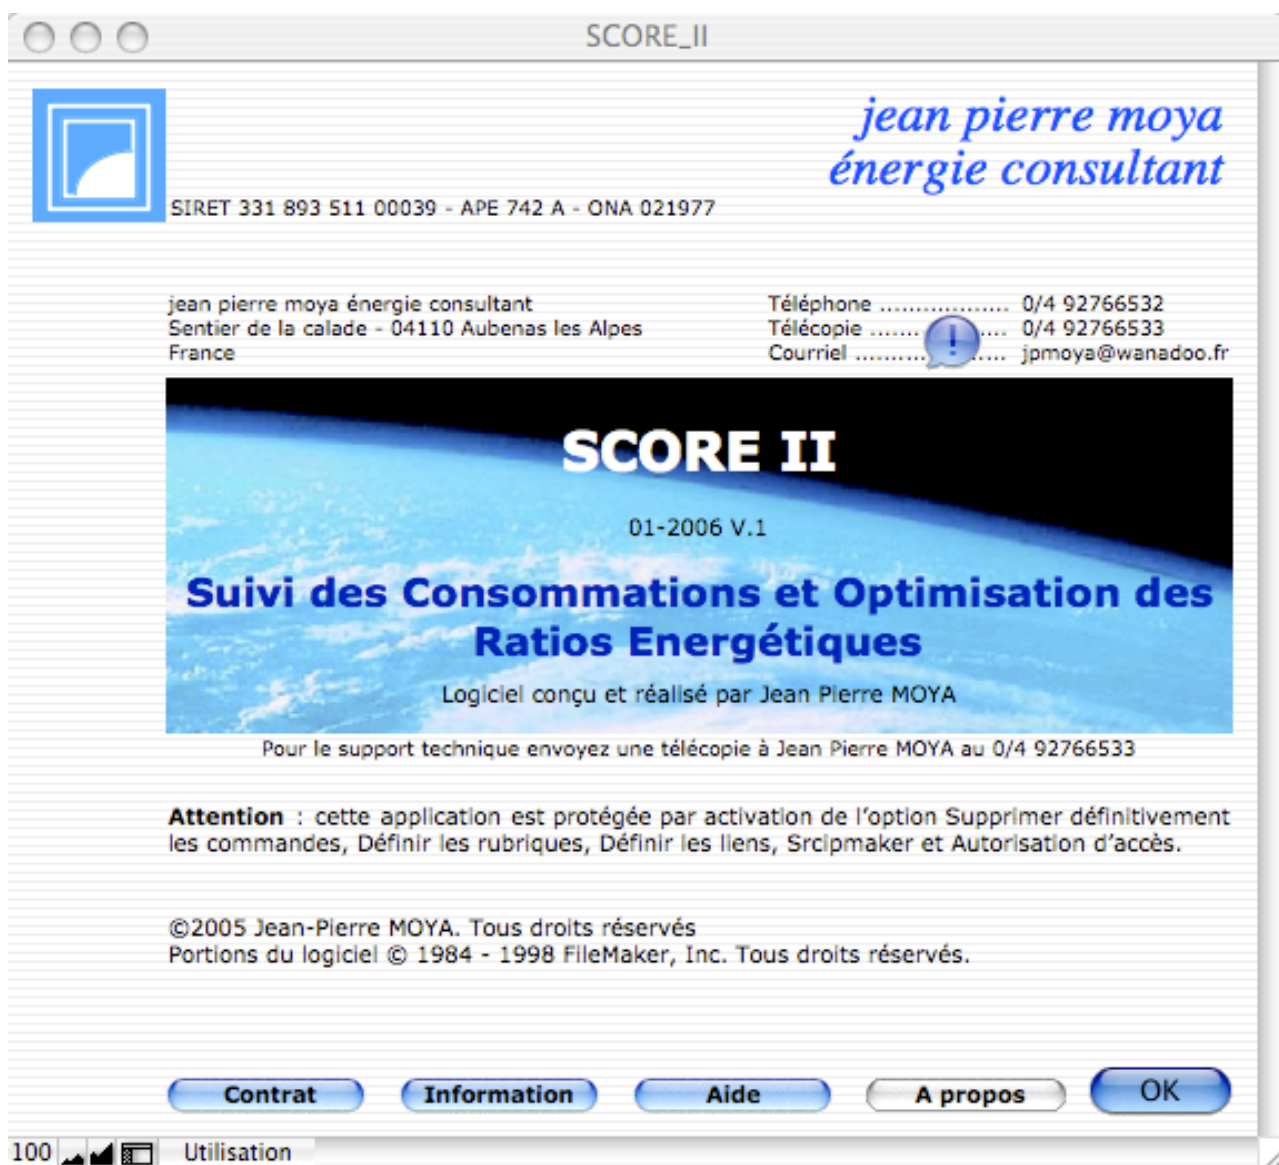 SCORE_II
jean pierre moya
énergie consultant
SIRET 331 893 511 00039 - APE 742 A - ONA 021977
jean pierre moya énergie consultant
Sentier de la calade - 04110 Aubenas les Alpes
France
Téléphone .................. 0/4 92766532
Télécopie ....... .... 0/4 92766533
Courriel .......... ..... jpmoya@wanadoo.fr
!
SCORE II
01-2006 V.1
Suivi des Consommations et Optimisation des
Ratios Energétiques
Logiciel conçu et réalisé par Jean Pierre MOYA
Pour le support technique envoyez une télécopie à Jean Pierre MOYA au 0/4 92766533
Attention : cette application est protégée par activation de l'option Supprimer définitivement
les commandes, Définir les rubriques, Définir les liens, Srcipmaker et Autorisation d'accès.
©2005 Jean-Pierre MOYA. Tous droits réservés
Portions du logiciel © 1984 - 1998 FileMaker, Inc. Tous droits réservés.
Contrat Information Aide A propos OK
100 Utilisation